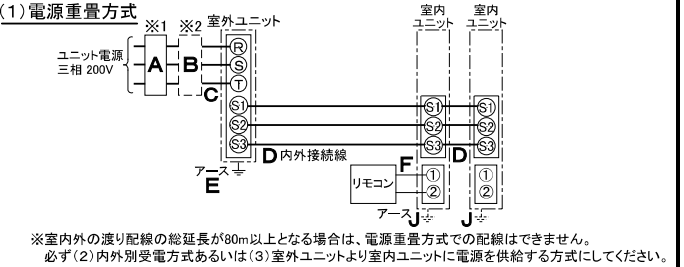 (1)電源重畳方式
※1 ※2 室外ユニット 室内ユニット 室内ユニット
ユニット電源
三相 200V
A B C
R
S
T
S1 S1 S1
S2 S2 S2
S3 S3 S3
D 内外接続線 D
アース
E
リモコン F ① ①
② ②
アース J J
※室内外の渡り配線の総延長が80m以上となる場合は、電源重畳方式での配線はできません。
必ず(2)内外別受電方式あるいは(3)室外ユニットより室内ユニットに電源を供給する方式にしてください。